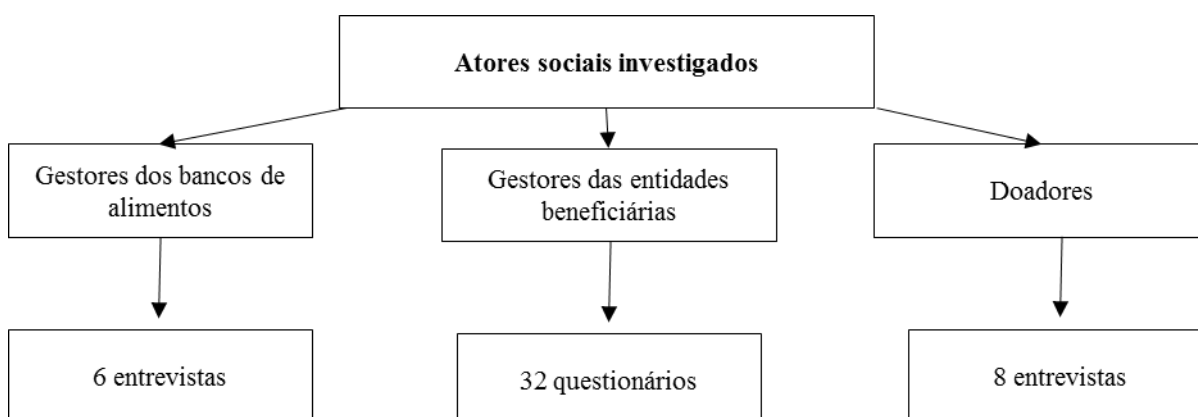 Atores sociais investigados
Gestores dos bancos de
alimentos
Gestores das entidades
beneficiárias
Doadores
6 entrevistas
32 questionários
8 entrevistas